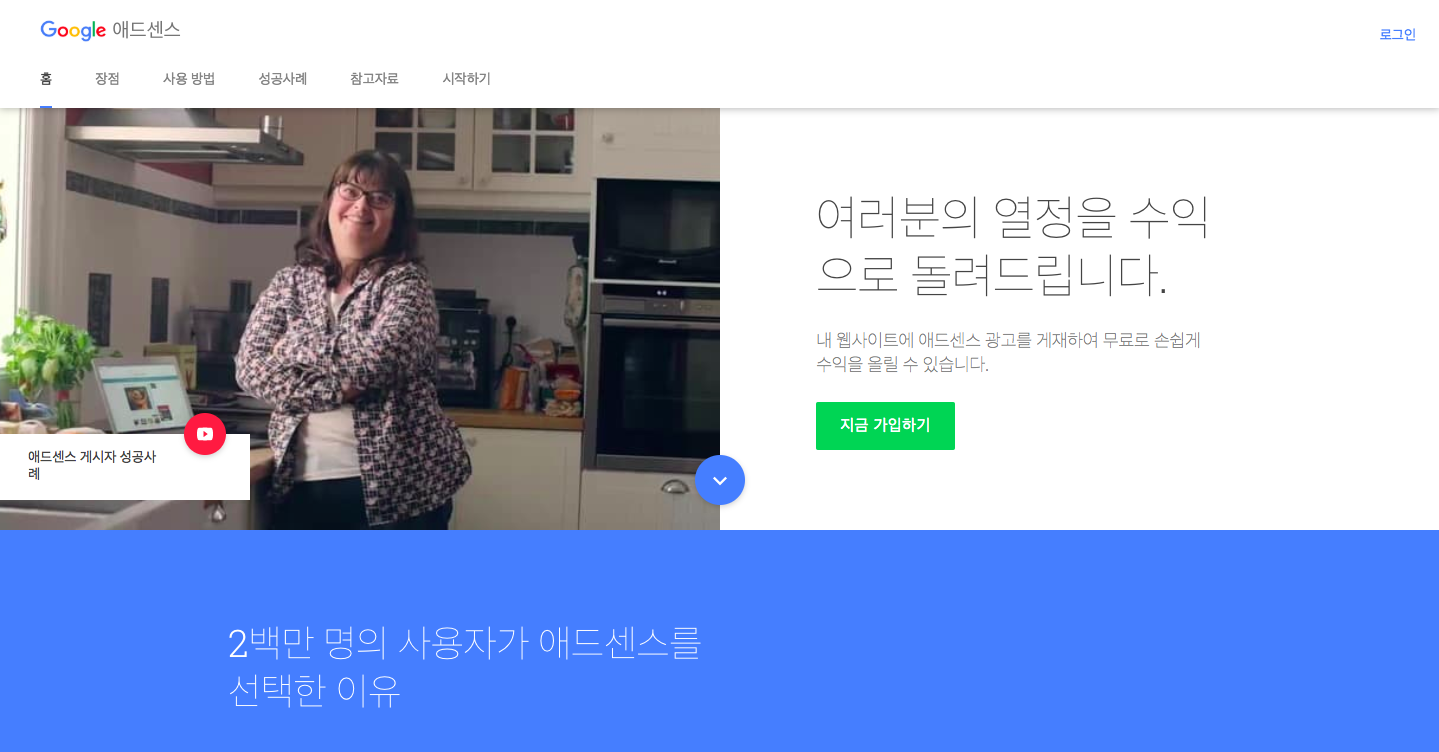 Google 애드센스
로그인
홈 장점 사용 방법 성공사례 참고자료 시작하기
여러분의 열정을 수익
으로 돌려드립니다.
내 웹사이트에 애드센스 광고를 게재하여 무료로 손쉽게
수익을 올릴 수 있습니다.
지금 가입하기
애드센스 게시자 성공사
례
2백만 명의 사용자가 애드센스를
선택한 이유